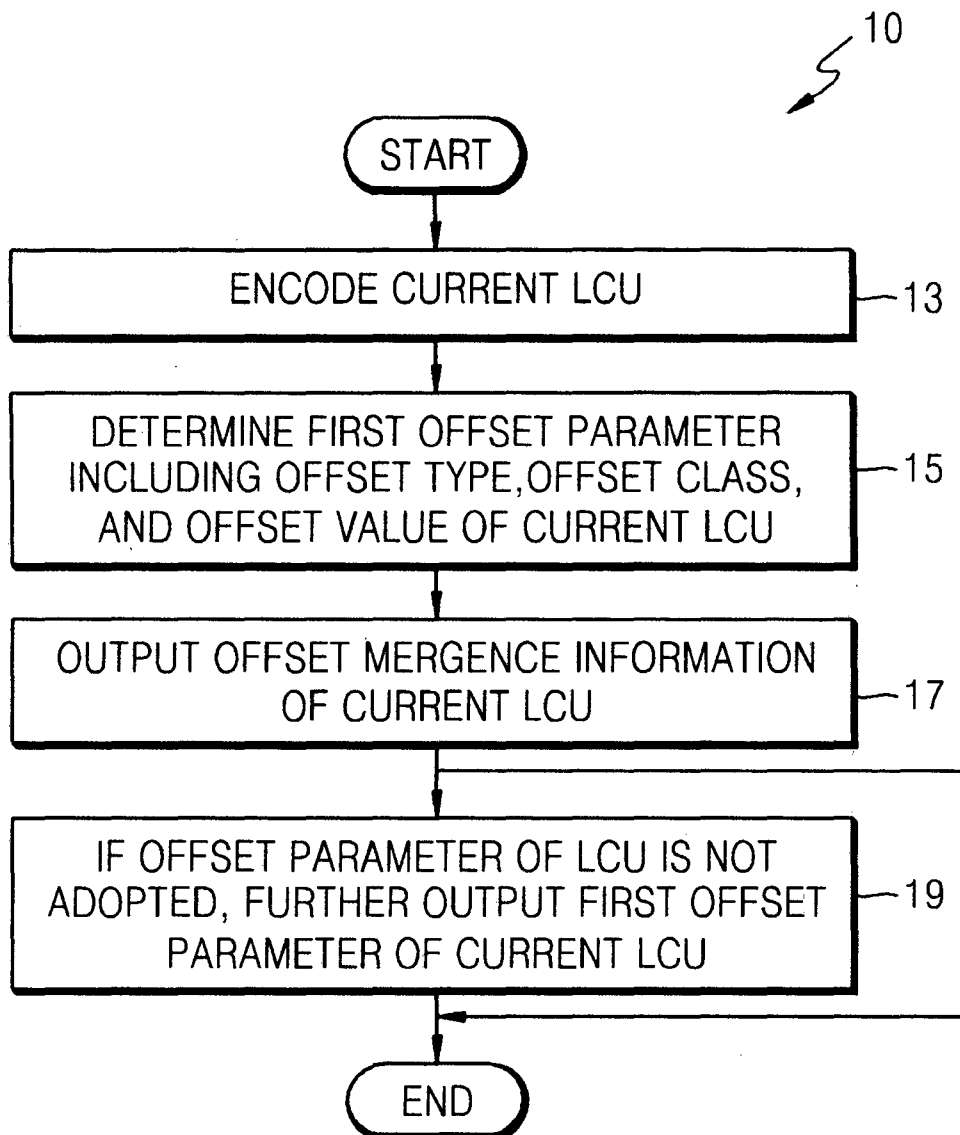 10
START
ENCODE CURRENT LCU
13
DETERMINE FIRST OFFSET PARAMETER
INCLUDING OFFSET TYPE, OFFSET CLASS,
AND OFFSET VALUE OF CURRENT LCU
15
OUTPUT OFFSET MERGENCE INFORMATION
OF CURRENT LCU
17
IF OFFSET PARAMETER OF LCU IS NOT
ADOPTED, FURTHER OUTPUT FIRST OFFSET
PARAMETER OF CURRENT LCU
19
END